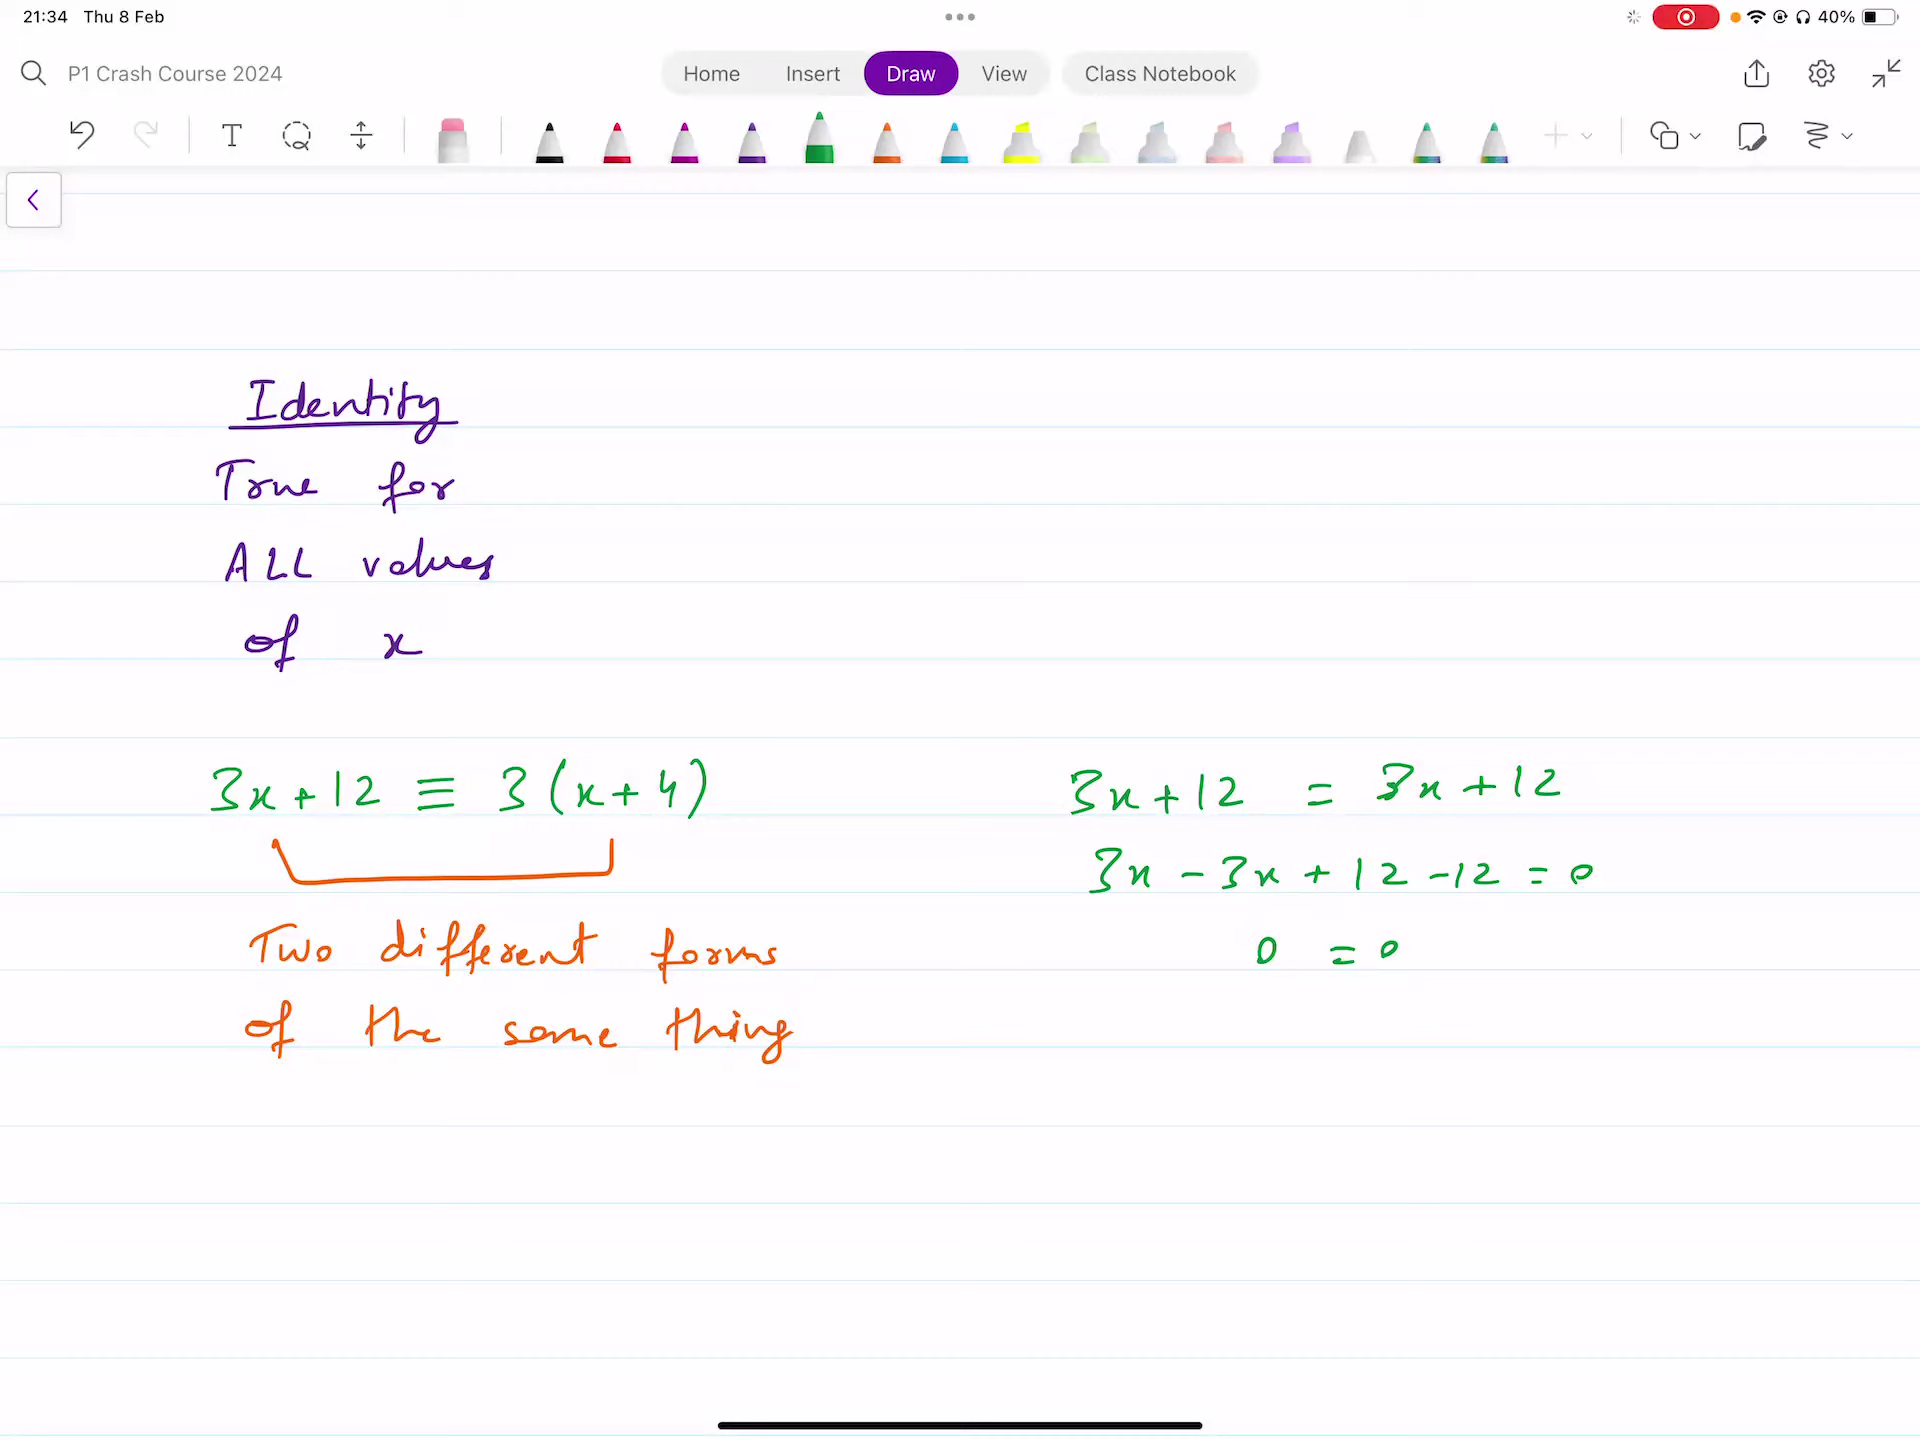 21:34 Thu 8 Feb 40%
P1 Crash Course 2024 Home Insert Draw View Class Notebook
T
Identity
True for
ALL values
of x
3x+12 ≡ 3(x+4)
Two different forms
of the same thing
3x+12 = 3x+12
3x-3x+12-12=0
0=0